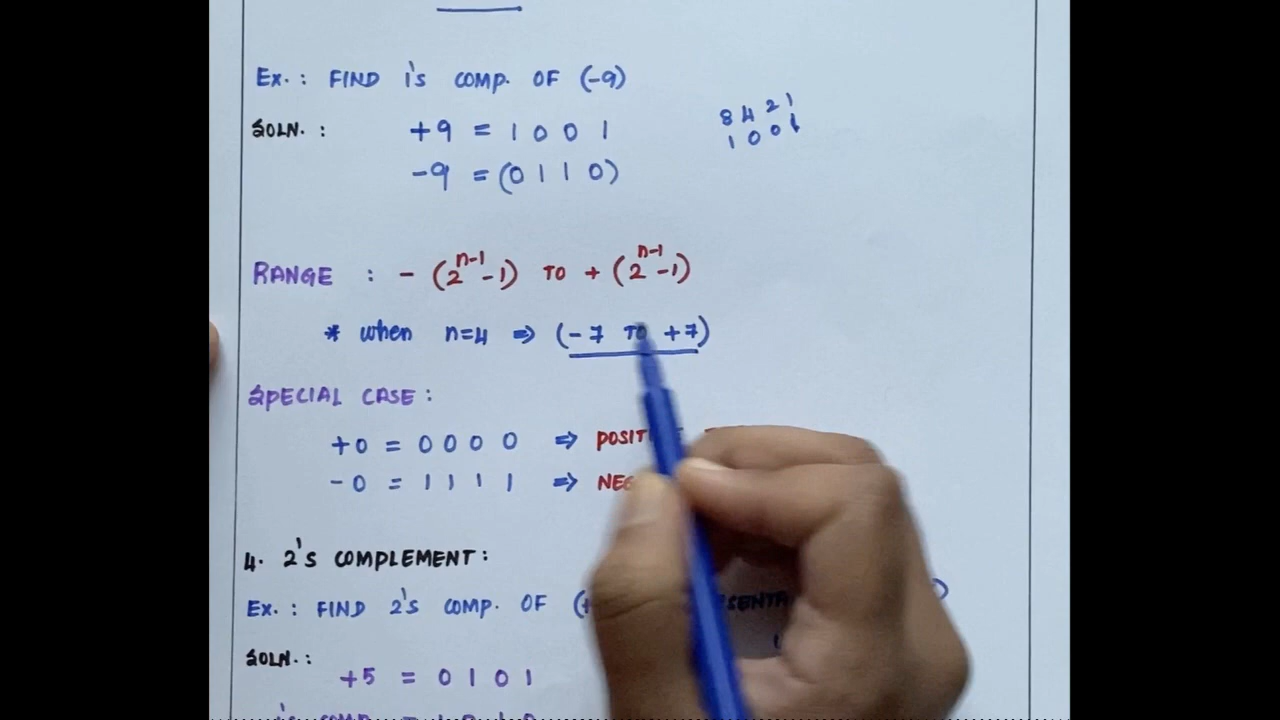 Ex.: FIND 1's COMP. OF (-9)
SOLN. : +9 = 1 0 0 1
8 4 2 1
1 0 0 1
-9 = (0 1 1 0)
RANGE : - (2^(n-1) -1) TO + (2^(n-1) -1)
* when n=4 ⇒ (-7 TO +7)
SPECIAL CASE :
+0 = 0 0 0 0 ⇒
-0 = 1 1 1 1 ⇒
4. 2's COMPLEMENT :
Ex. : FIND 2's COMP. OF
SOLN. :
+5 = 0 1 0 1